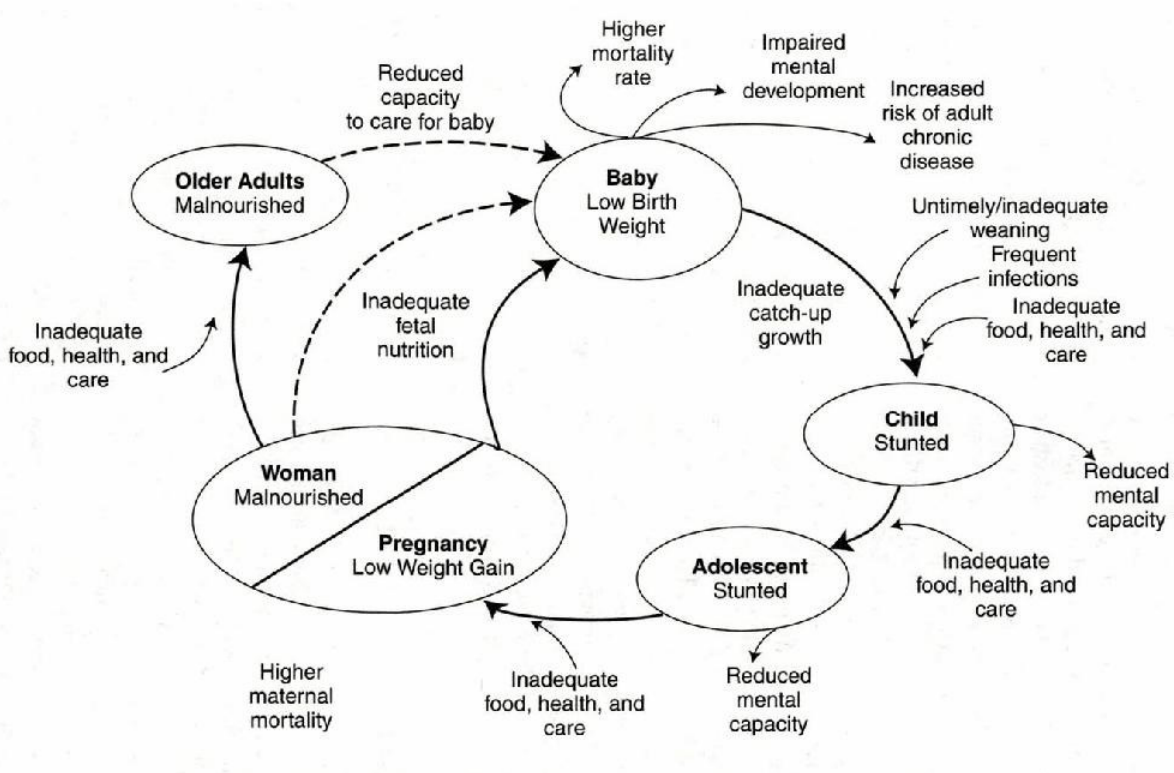 Higher
mortality
rate
Impaired
mental
development
Increased
risk of adult
chronic
disease
Reduced
capacity
to care for baby
Older Adults
Malnourished
Baby
Low Birth
Weight
Untimely/inadequate
weaning
Frequent
infections
Inadequate
food, health, and
care
Inadequate
catch-up
growth
Inadequate
fetal
nutrition
Inadequate
food, health, and
care
Child
Stunted
Reduced
mental
capacity
Woman
Malnourished
Pregnancy
Low Weight Gain
Adolescent
Stunted
Inadequate
food, health, and
care
Higher
maternal
mortality
Inadequate
food, health, and
care
Reduced
mental
capacity